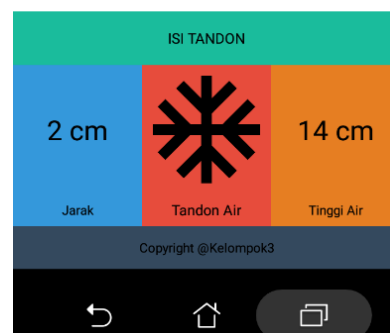 ISI TANDON
2 cm
14 cm
Jarak
Tandon Air
Tinggi Air
Copyright @Kelompok3